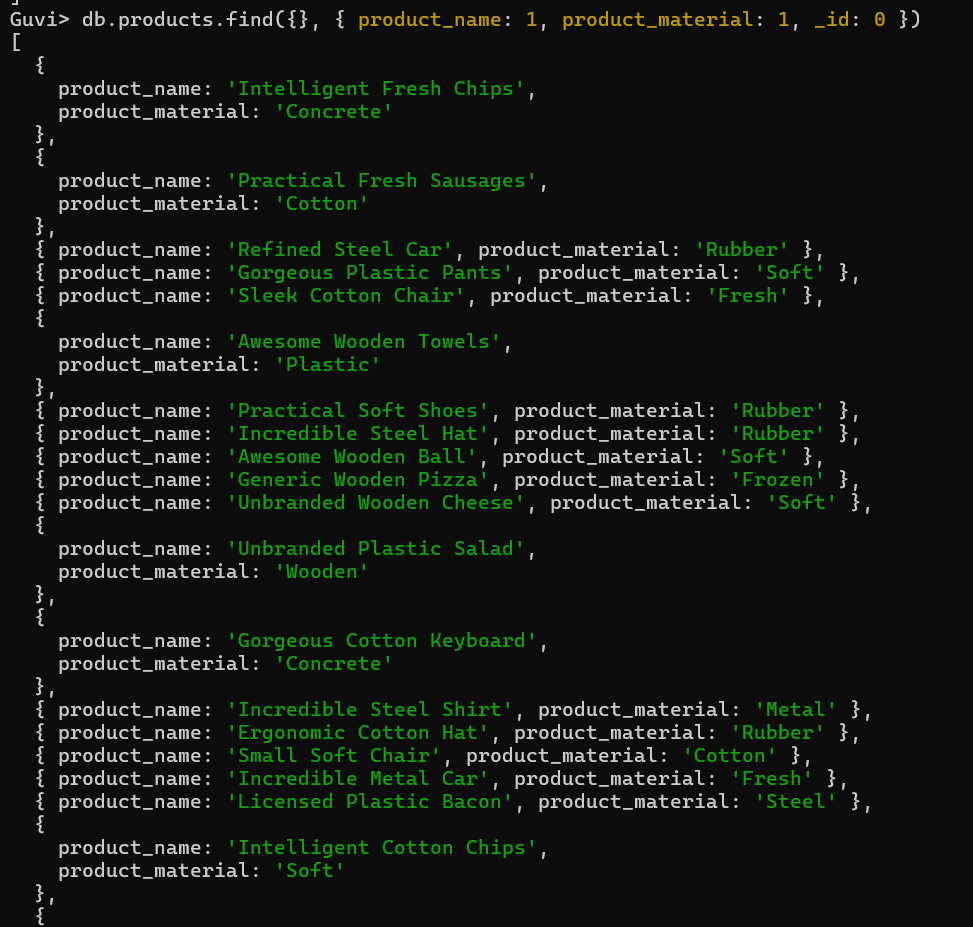 ]
Guvi> db.products.find({}, { product_name: 1, product_material: 1, _id: 0 })
[
  {
    product_name: 'Intelligent Fresh Chips',
    product_material: 'Concrete'
  },
  {
    product_name: 'Practical Fresh Sausages',
    product_material: 'Cotton'
  },
  { product_name: 'Refined Steel Car', product_material: 'Rubber' },
  { product_name: 'Gorgeous Plastic Pants', product_material: 'Soft' },
  { product_name: 'Sleek Cotton Chair', product_material: 'Fresh' },
  {
    product_name: 'Awesome Wooden Towels',
    product_material: 'Plastic'
  },
  { product_name: 'Practical Soft Shoes', product_material: 'Rubber' },
  { product_name: 'Incredible Steel Hat', product_material: 'Rubber' },
  { product_name: 'Awesome Wooden Ball', product_material: 'Soft' },
  { product_name: 'Generic Wooden Pizza', product_material: 'Frozen' },
  { product_name: 'Unbranded Wooden Cheese', product_material: 'Soft' },
  {
    product_name: 'Unbranded Plastic Salad',
    product_material: 'Wooden'
  },
  {
    product_name: 'Gorgeous Cotton Keyboard',
    product_material: 'Concrete'
  },
  { product_name: 'Incredible Steel Shirt', product_material: 'Metal' },
  { product_name: 'Ergonomic Cotton Hat', product_material: 'Rubber' },
  { product_name: 'Small Soft Chair', product_material: 'Cotton' },
  { product_name: 'Incredible Metal Car', product_material: 'Fresh' },
  { product_name: 'Licensed Plastic Bacon', product_material: 'Steel' },
  {
    product_name: 'Intelligent Cotton Chips',
    product_material: 'Soft'
  },
  {